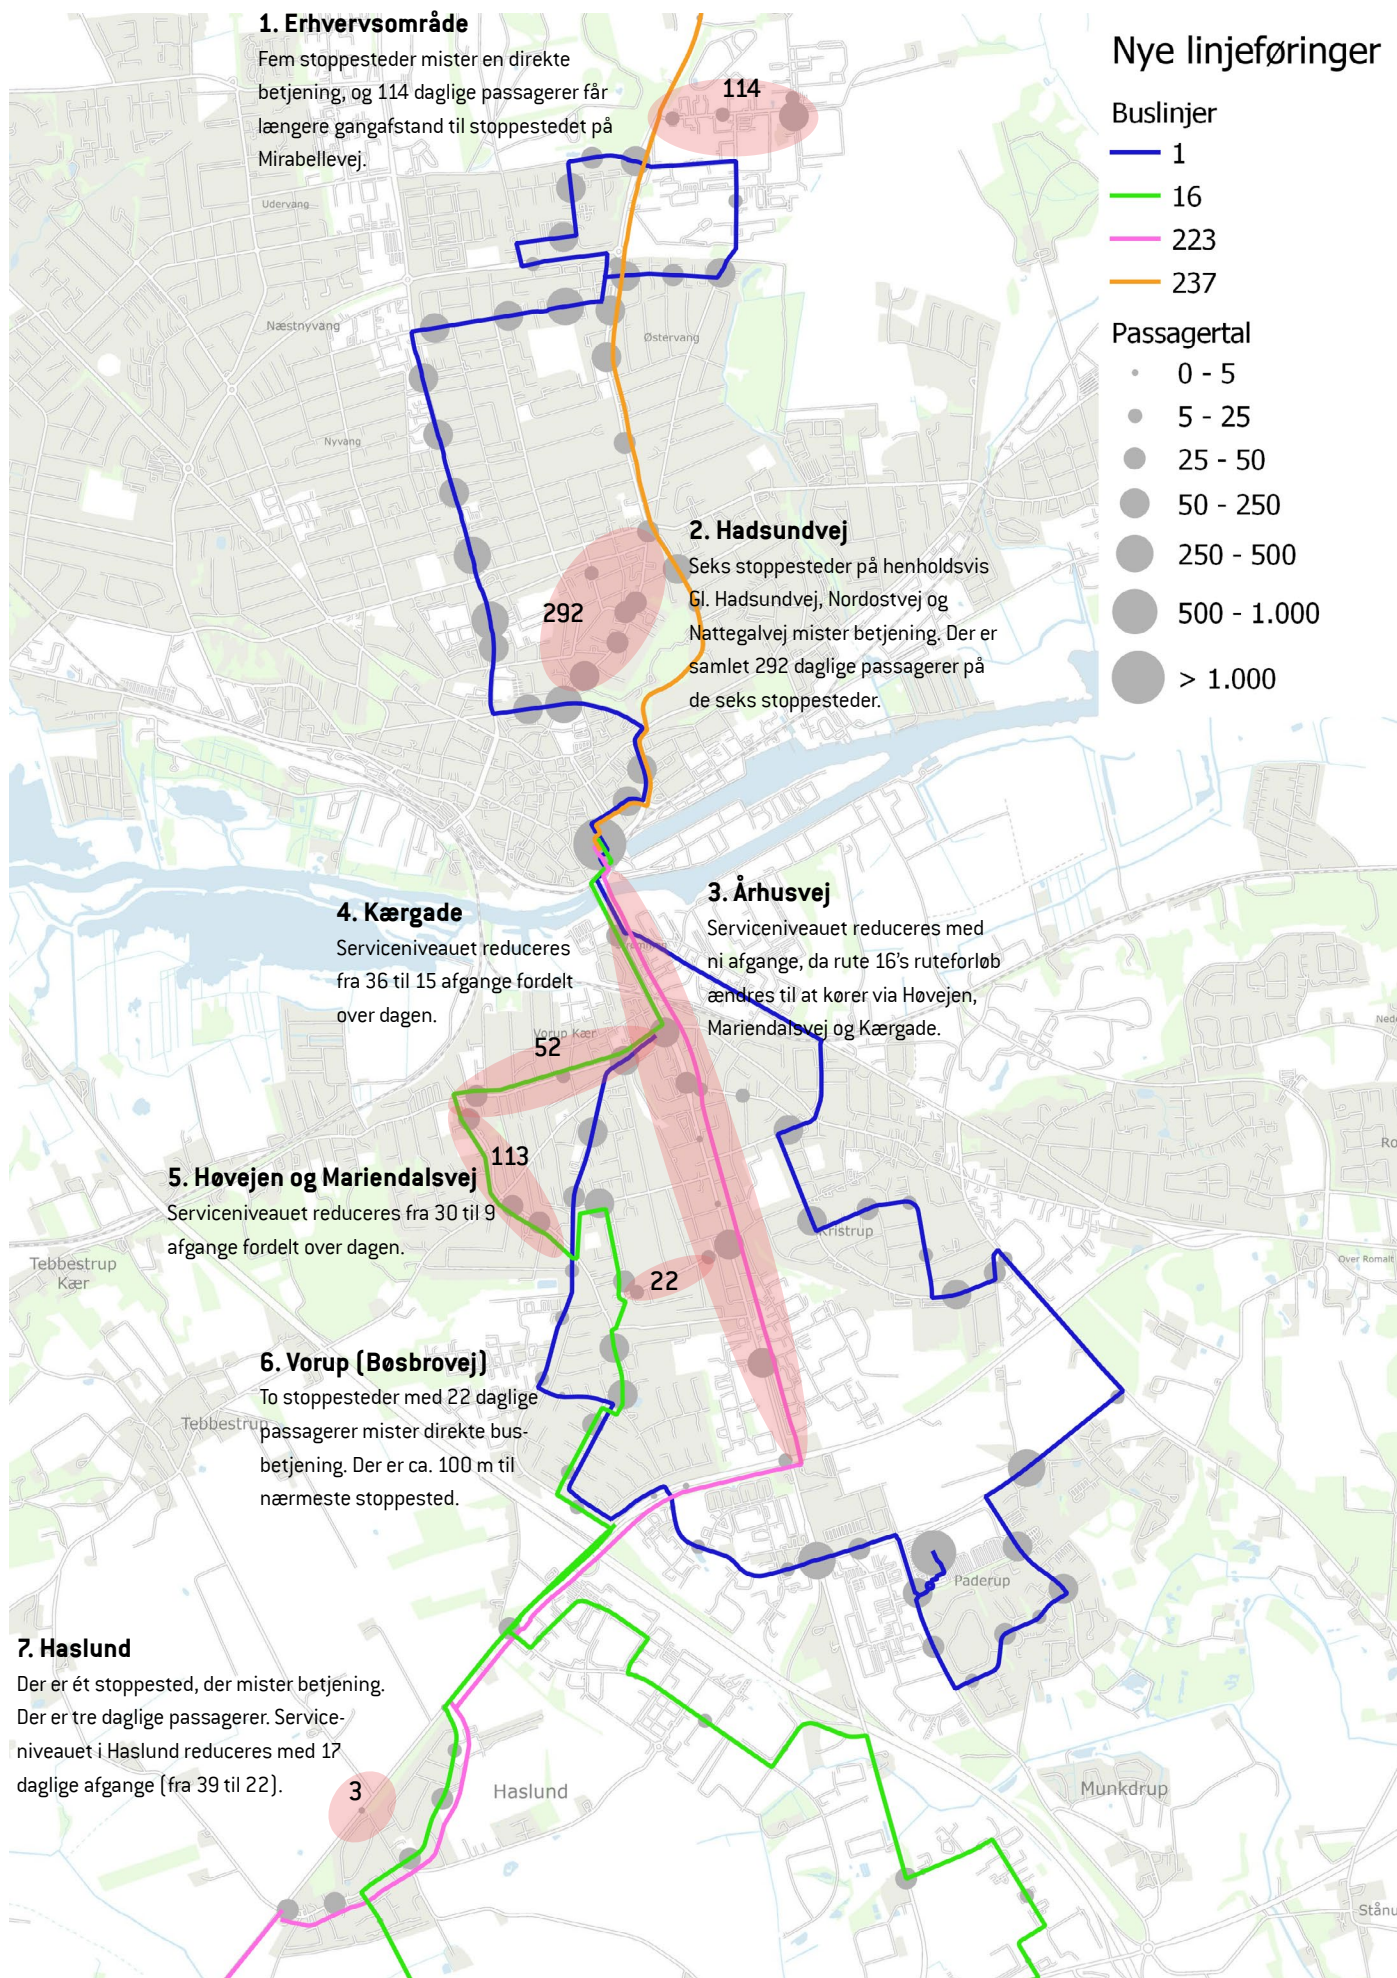 1. Erhvervsområde
Fem stoppesteder mister en direkte
betjening, og 114 daglige passagerer får
længere gangafstand til stoppestedet på
Mirabellevej.
114
Nye linjeføringer
Buslinjer
1
16
223
237
Passagertal
0 - 5
5 - 25
25 - 50
50 - 250
250 - 500
500 - 1.000
> 1.000
Udervang
Næstnyvang
Østervang
Nyvang
2. Hadsundvej
Seks stoppesteder på henholdsvis
Gl. Hadsundvej, Nordostvej og
Nattegalvej mister betjening. Der er
samlet 292 daglige passagerer på
de seks stoppesteder.
292
3. Århusvej
Serviceniveauet reduceres med
ni afgange, da rute 16's ruteforløb
ændres til at kører via Høvejen,
Mariendalsvej og Kærgade.
4. Kærgade
Serviceniveauet reduceres
fra 36 til 15 afgange fordelt
over dagen.
Vorup Kær
52
113
5. Høvejen og Mariendalsvej
Serviceniveauet reduceres fra 30 til 9
afgange fordelt over dagen.
Kristrup
Tebbestrup
Kær
Over Romalt
22
6. Vorup (Bøsbrovej)
To stoppesteder med 22 daglige
passagerer mister direkte bus-
betjening. Der er ca. 100 m til
nærmeste stoppested.
Tebbestrup
Paderup
7. Haslund
Der er ét stoppested, der mister betjening.
Der er tre daglige passagerer. Service-
niveauet i Haslund reduceres med 17
daglige afgange (fra 39 til 22).
3
Haslund
Munkdrup